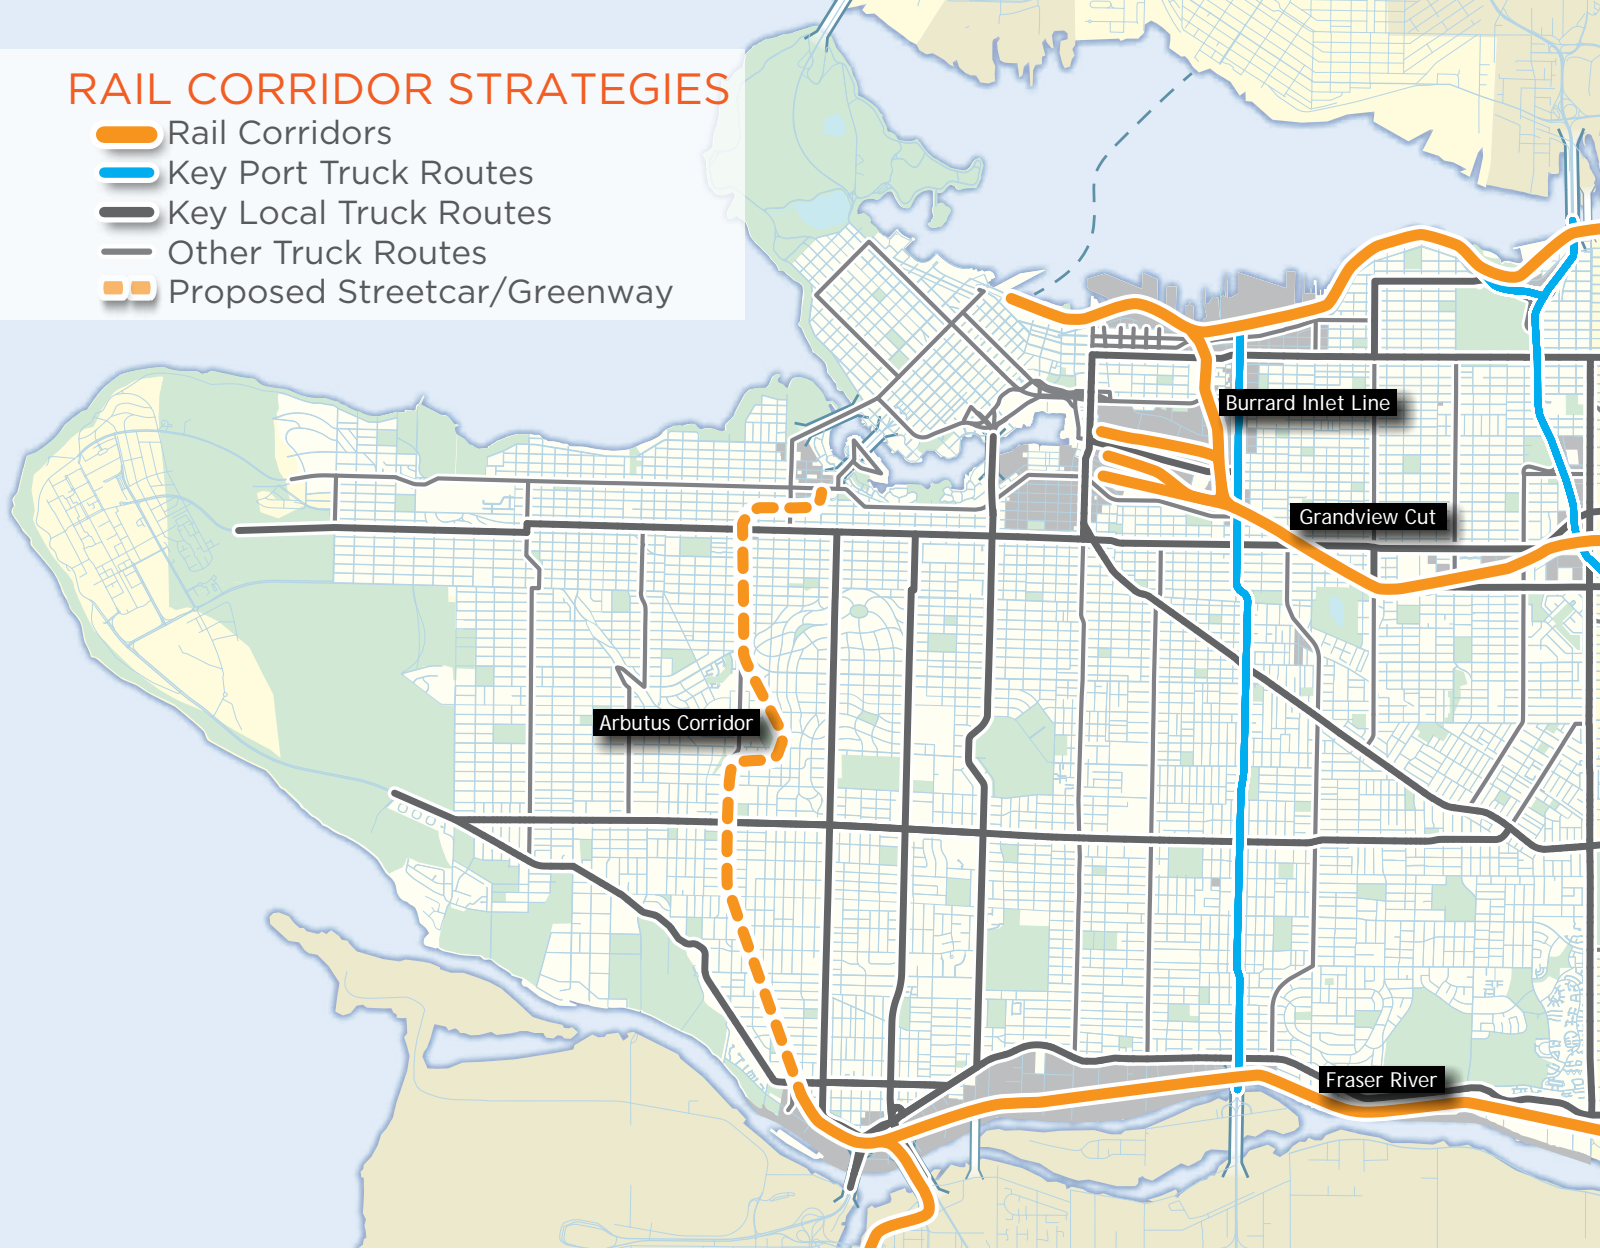 RAIL CORRIDOR STRATEGIES
Rail Corridors
Key Port Truck Routes
Key Local Truck Routes
Other Truck Routes
Proposed Streetcar/Greenway
Burrard Inlet Line
Grandview Cut
Arbutus Corridor
Fraser River